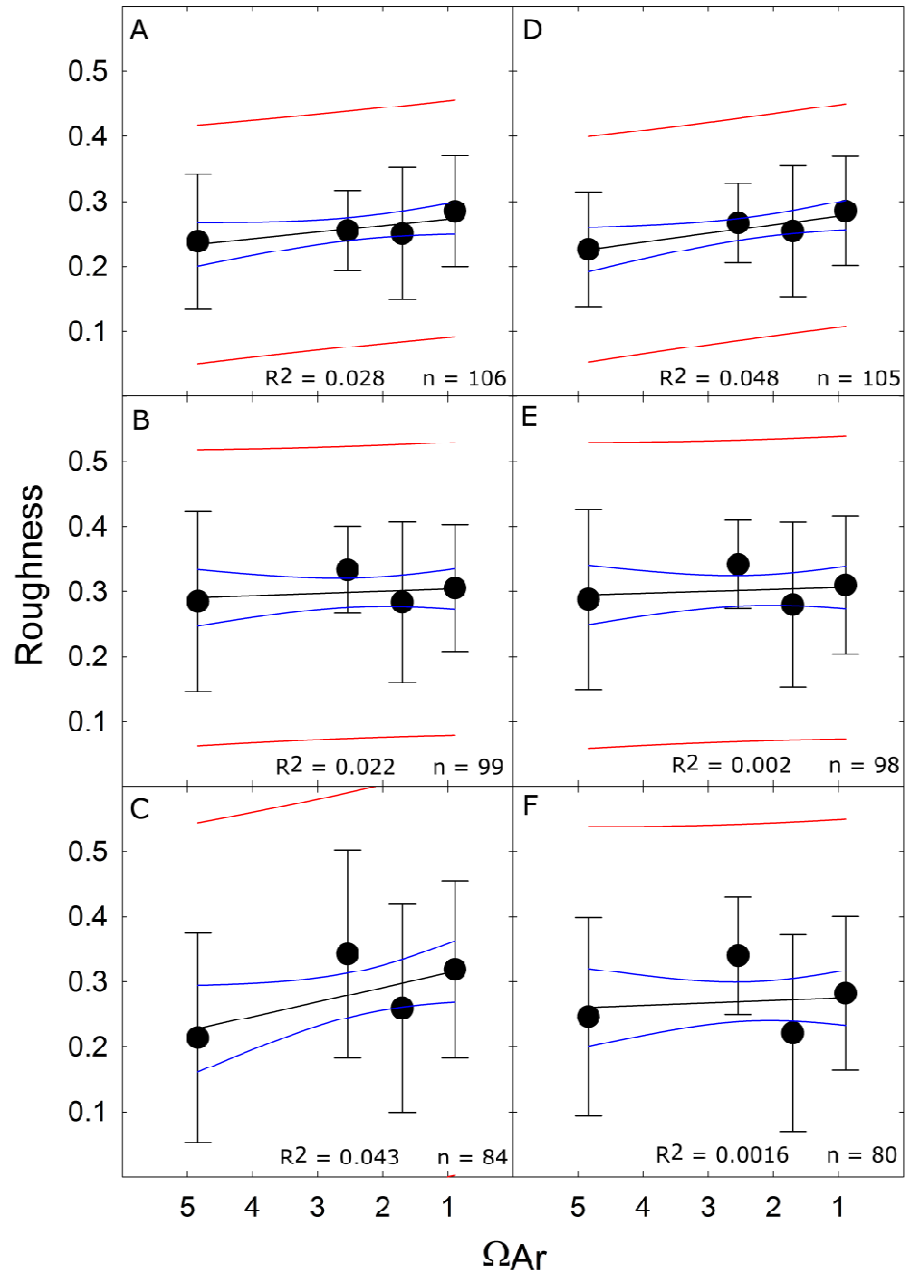 A
D
0.5
0.4
0.3
0.2
0.1
R2 = 0.028 n = 106
R2 = 0.048 n = 105
B
E
0.5
0.4
0.3
0.2
0.1
R2 = 0.022 n = 99
R2 = 0.002 n = 98
C
F
0.5
0.4
0.3
0.2
0.1
R2 = 0.043 n = 84
R2 = 0.0016 n = 80
Roughness
5 4 3 2 1
5 4 3 2 1
ΩAr